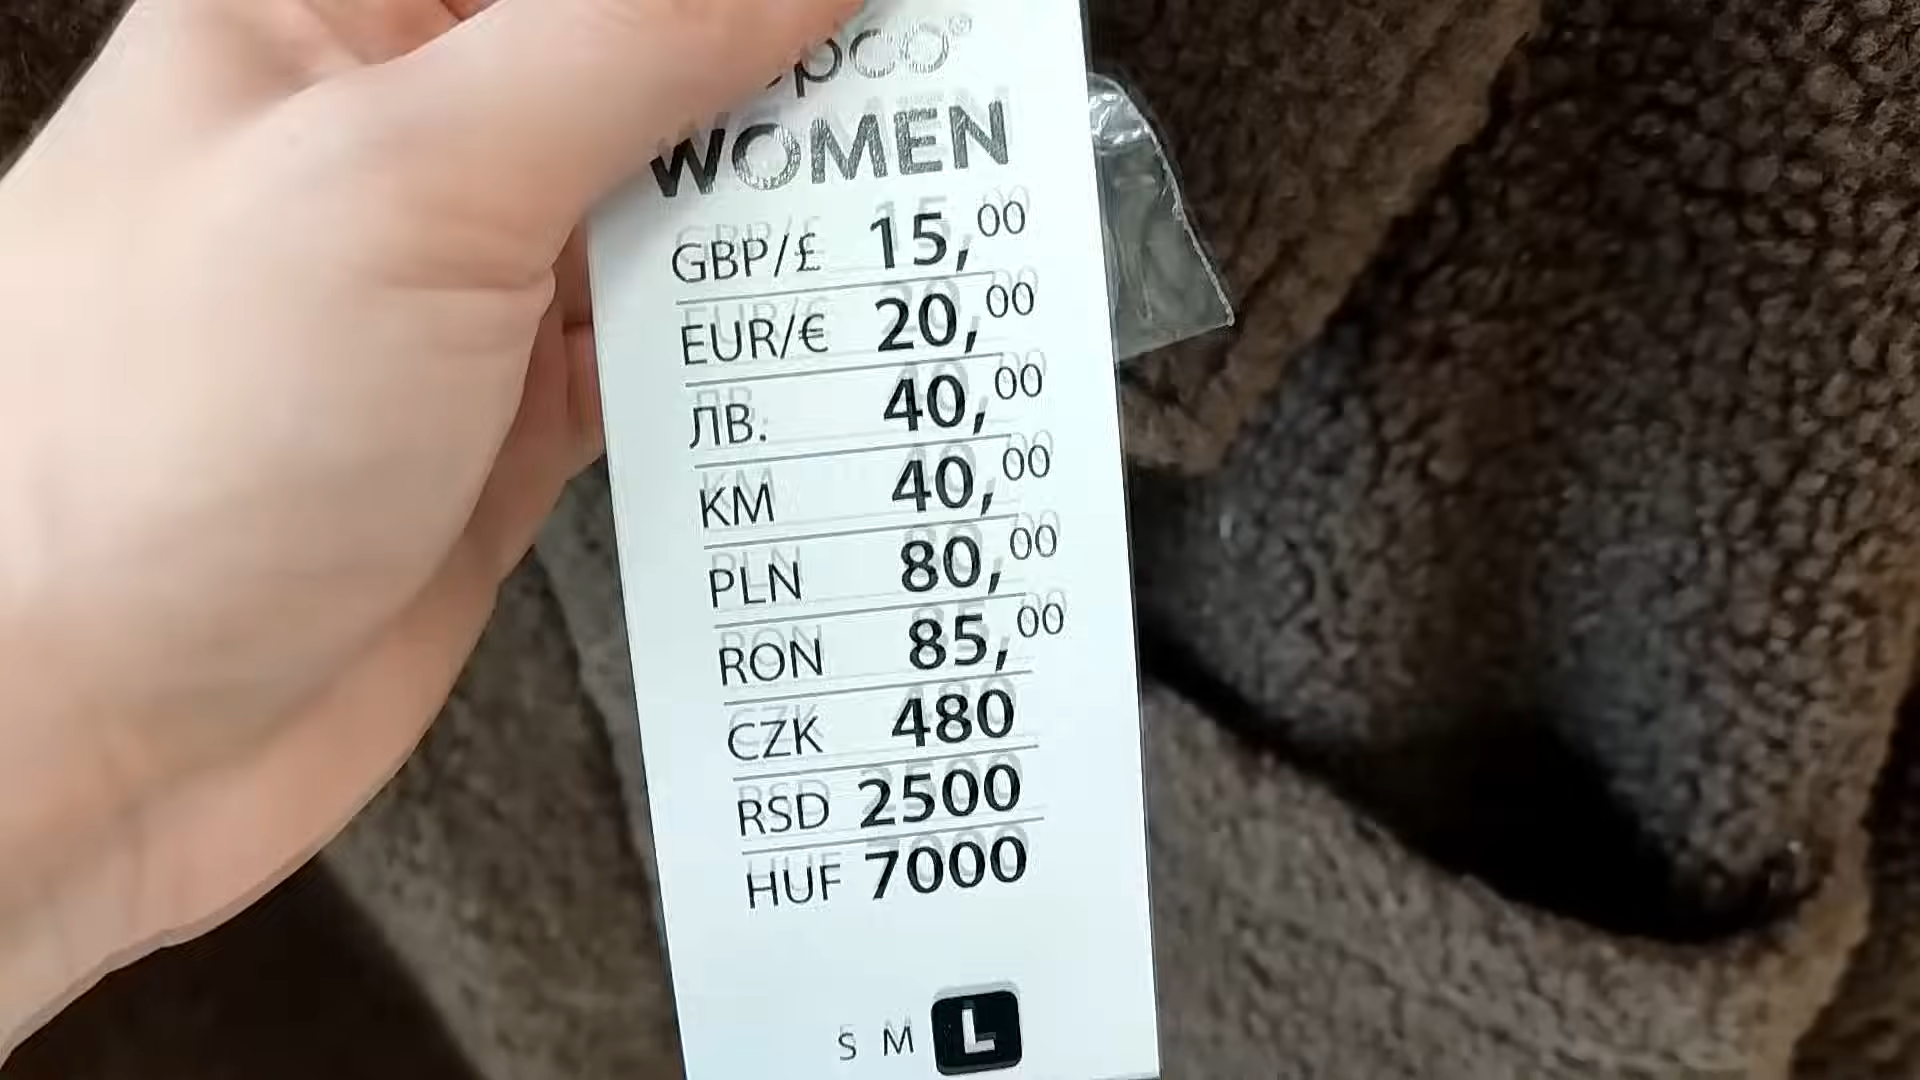 WOMEN
GBP/£ 15,00
EUR/€ 20,00
ЛВ. 40,00
KM 40,00
PLN 80,00
RON 85,00
CZK 480
RSD 2500
HUF 7000
S M L